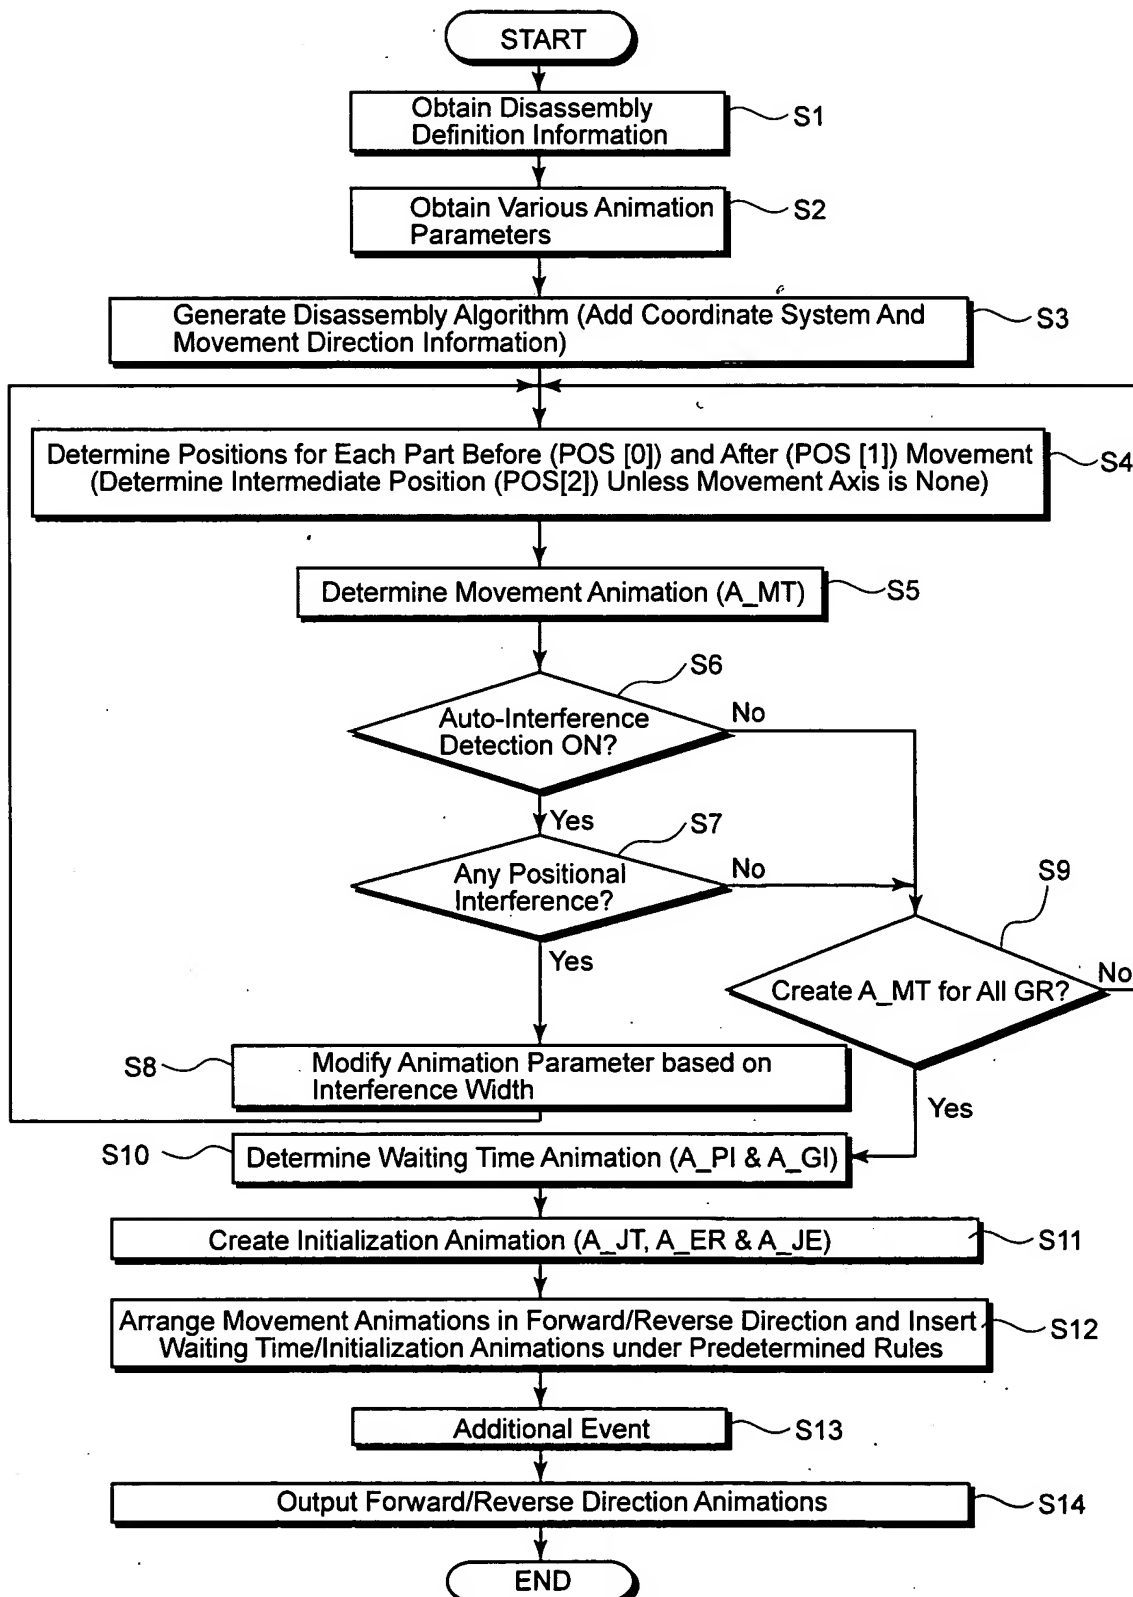 START
Obtain Disassembly
Definition Information
S1
Obtain Various Animation
Parameters
S2
Generate Disassembly Algorithm (Add Coordinate System And
Movement Direction Information)
S3
Determine Positions for Each Part Before (POS [0]) and After (POS [1]) Movement
(Determine Intermediate Position (POS[2]) Unless Movement Axis is None)
S4
Determine Movement Animation (A_MT)
S5
S6
Auto-Interference
Detection ON?
No
Yes
S7
Any Positional
Interference?
No
Yes
S9
Create A_MT for All GR?
No
Yes
S8
Modify Animation Parameter based on
Interference Width
S10
Determine Waiting Time Animation (A_PI & A_GI)
Create Initialization Animation (A_JT, A_ER & A_JE)
S11
Arrange Movement Animations in Forward/Reverse Direction and Insert
Waiting Time/Initialization Animations under Predetermined Rules
S12
Additional Event
S13
Output Forward/Reverse Direction Animations
S14
END